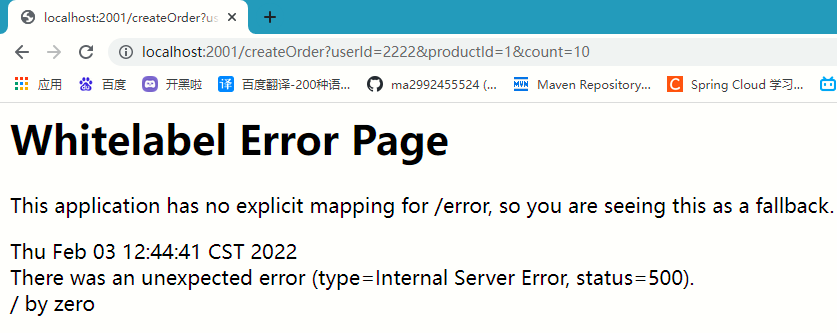 localhost:2001/createOrder?us
localhost:2001/createOrder?userId=2222&productId=1&count=10
应用 百度 开黑啦 译 百度翻译-200种语... ma2992455524 (... MVN Maven Repository... C Spring Cloud 学习...
Whitelabel Error Page
This application has no explicit mapping for /error, so you are seeing this as a fallback.
Thu Feb 03 12:44:41 CST 2022
There was an unexpected error (type=Internal Server Error, status=500).
/ by zero